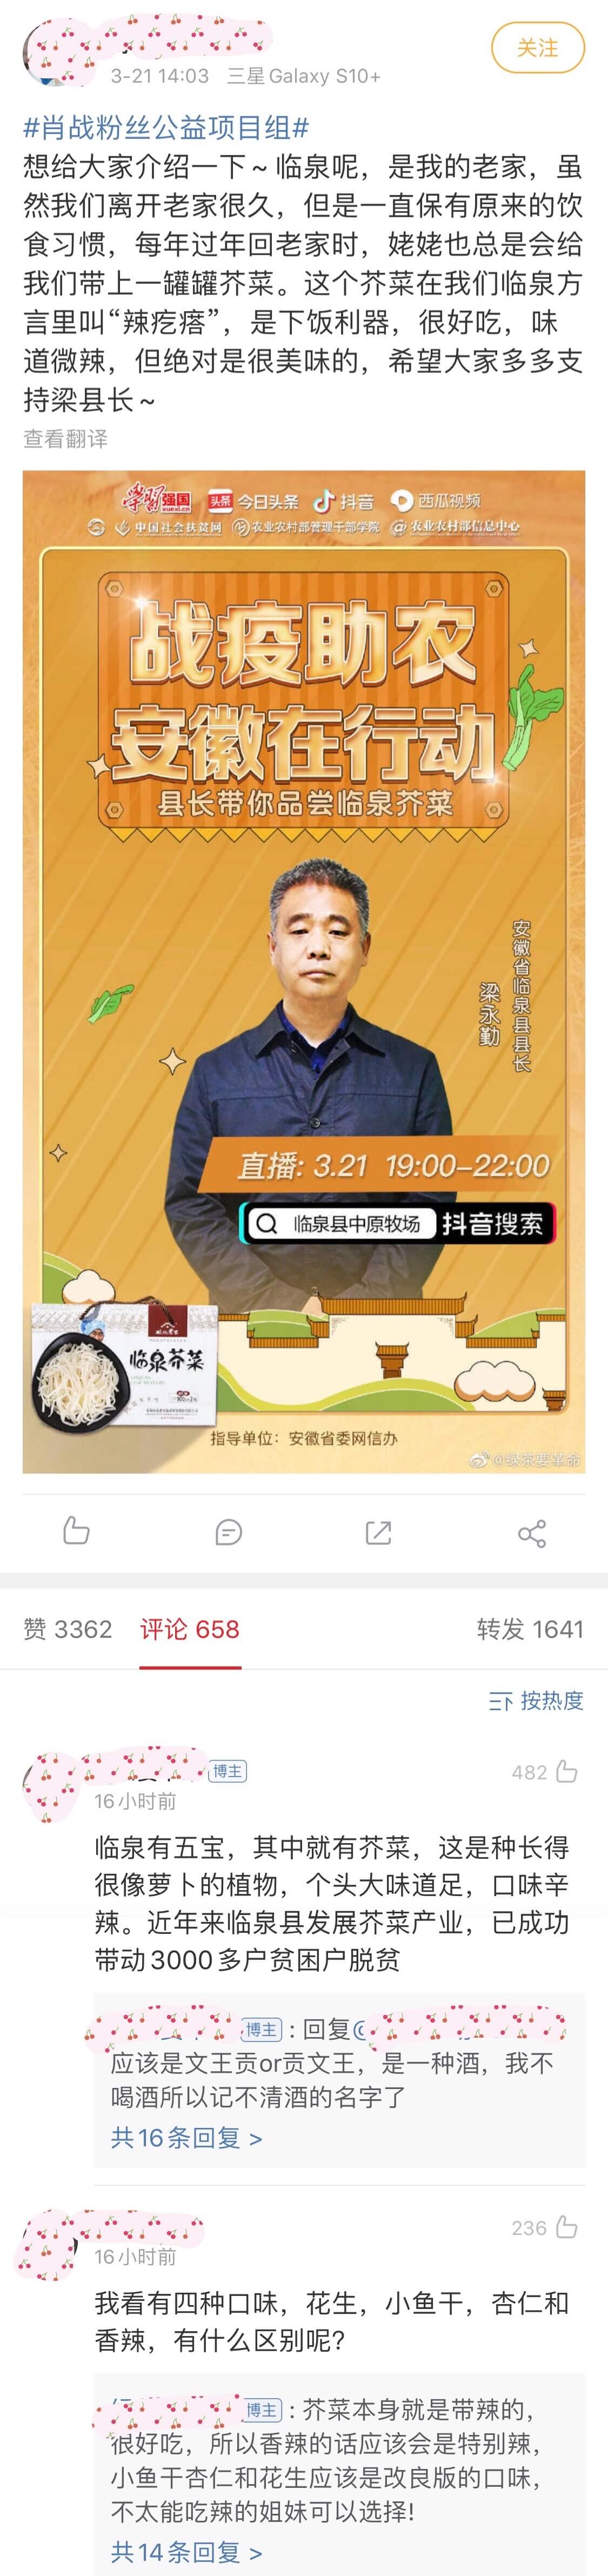 关注
3-21 14:03 三星Galaxy S10+
#肖战粉丝公益项目组#
想给大家介绍一下~临泉呢，是我的老家，虽
然我们离开老家很久，但是一直保有原来的饮
食习惯，每年过年回老家时，姥姥也总是会给
我们带上一罐罐芥菜。这个芥菜在我们临泉方
言里叫“辣疙瘩”，是下饭利器，很好吃，味
道微辣，但绝对是很美味的，希望大家多多支
持梁县长~
查看翻译
学习强国 xuexi.cn 头条 今日头条 抖音 西瓜视频
中国社会扶贫网 农业农村部管理干部学院 农业农村部信息中心
战疫助农
安徽在行动
县长带你品尝临泉芥菜
安徽省临泉县县长
梁永勤
直播: 3.21 19:00-22:00
临泉县中原牧场 抖音搜索
临泉芥菜
指导单位：安徽省委网信办
@绿茶要革命
赞 3362 评论 658 转发 1641
按热度
博主
482
16小时前
临泉有五宝，其中就有芥菜，这是种长得
很像萝卜的植物，个头大味道足，口味辛
辣。近年来临泉县发展芥菜产业，已成功
带动3000多户贫困户脱贫
博主：回复@
应该是文王贡or贡文王，是一种酒，我不
喝酒所以记不清酒的名字了
共16条回复 >
236
16小时前
我看有四种口味，花生，小鱼干，杏仁和
香辣，有什么区别呢?
博主：芥菜本身就是带辣的，
很好吃，所以香辣的话应该会是特别辣，
小鱼干杏仁和花生应该是改良版的口味，
不太能吃辣的姐妹可以选择!
共14条回复 >